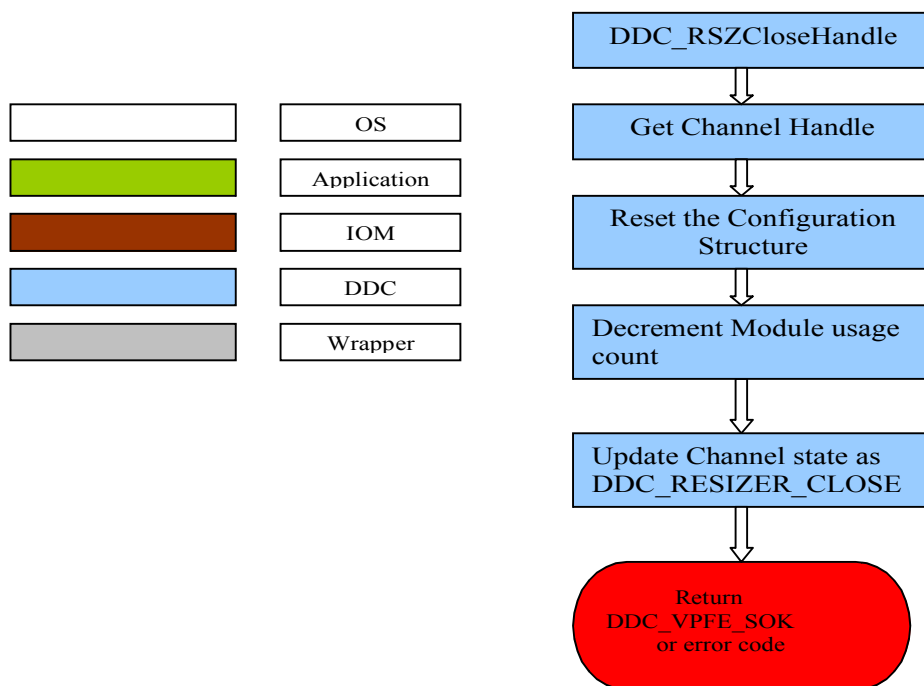 OS
Application
IOM
DDC
Wrapper
DDC_RSZCloseHandle
Get Channel Handle
Reset the Configuration
Structure
Decrement Module usage
count
Update Channel state as
DDC_RESIZER_CLOSE
Return
DDC_VPFE_SOK
or error code